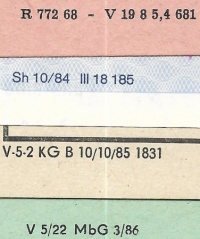 R 772 68 - V 19 8 5,4 681
Sh 10/84 III 18 185
V-5-2 KG B 10/10/85 1831
V 5/22 MbG 3/86